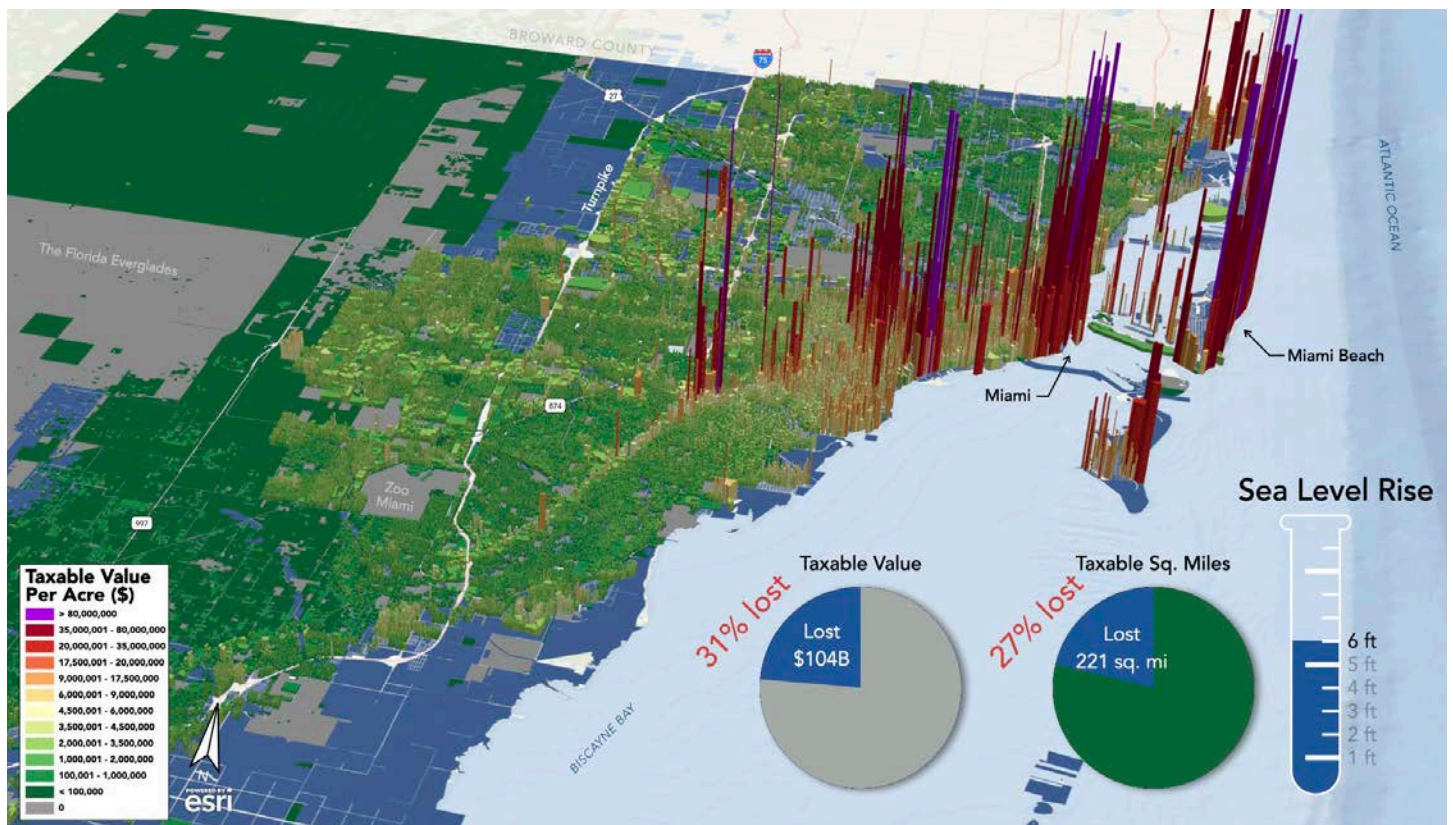 BROWARD COUNTY
75
27
Turnpike
ATLANTIC OCEAN
The Florida Everglades
Miami Beach
Miami
874
Zoo
Miami
997
Sea Level Rise
6 ft
5 ft
4 ft
3 ft
2 ft
1 ft
Taxable Value
31% lost
Lost
$104B
Taxable Sq. Miles
27% lost
Lost
221 sq. mi
BISCAYNE BAY
Taxable Value
Per Acre ($)
> 80,000,000
35,000,001 - 80,000,000
20,000,001 - 35,000,000
17,500,001 - 20,000,000
9,000,001 - 17,500,000
6,000,001 - 9,000,000
4,500,001 - 6,000,000
3,500,001 - 4,500,000
2,000,001 - 3,500,000
1,000,001 - 2,000,000
100,001 - 1,000,000
< 100,000
0
N
POWERED BY
esri